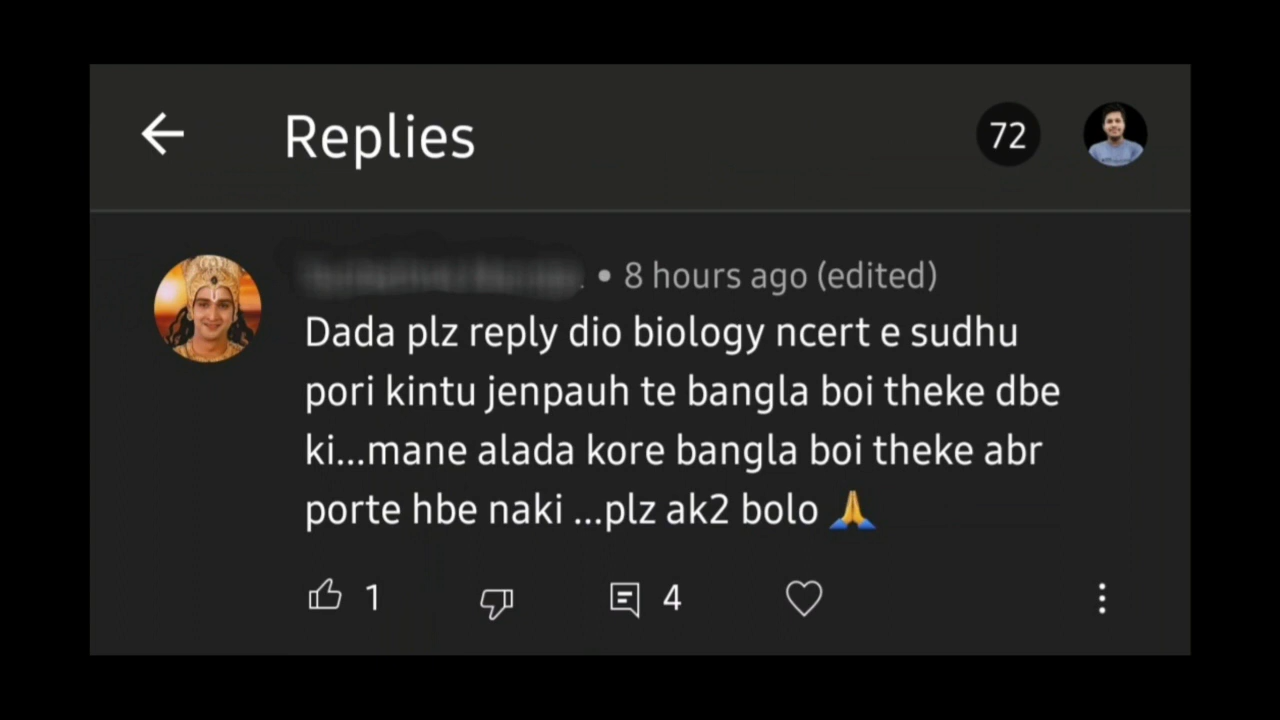 Replies
72
• 8 hours ago (edited)
Dada plz reply dio biology ncert e sudhu
pori kintu jenpauh te bangla boi theke dbe
ki...mane alada kore bangla boi theke abr
porte hbe naki ...plz ak2 bolo 🙏
1 4